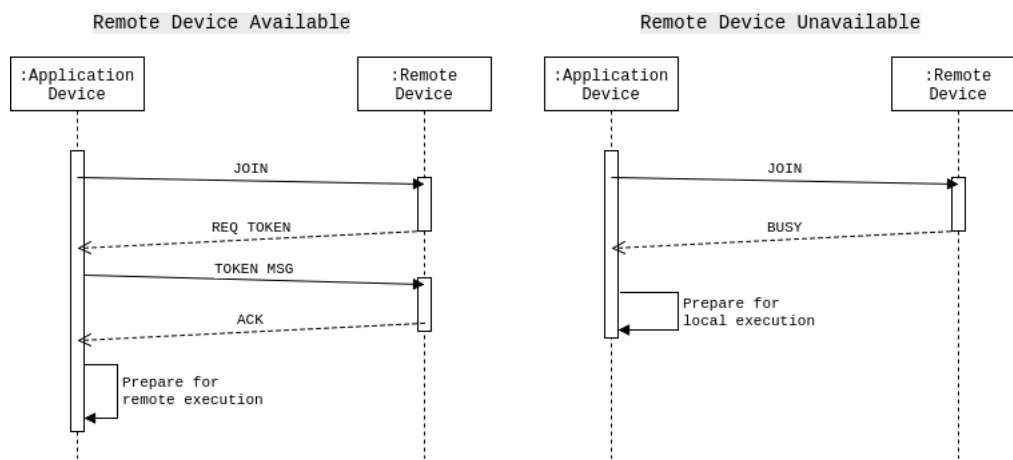 Remote Device Available
:Application
Device
:Remote
Device
JOIN
REQ TOKEN
TOKEN MSG
ACK
Prepare for
remote execution
Remote Device Unavailable
:Application
Device
:Remote
Device
JOIN
BUSY
Prepare for
local execution